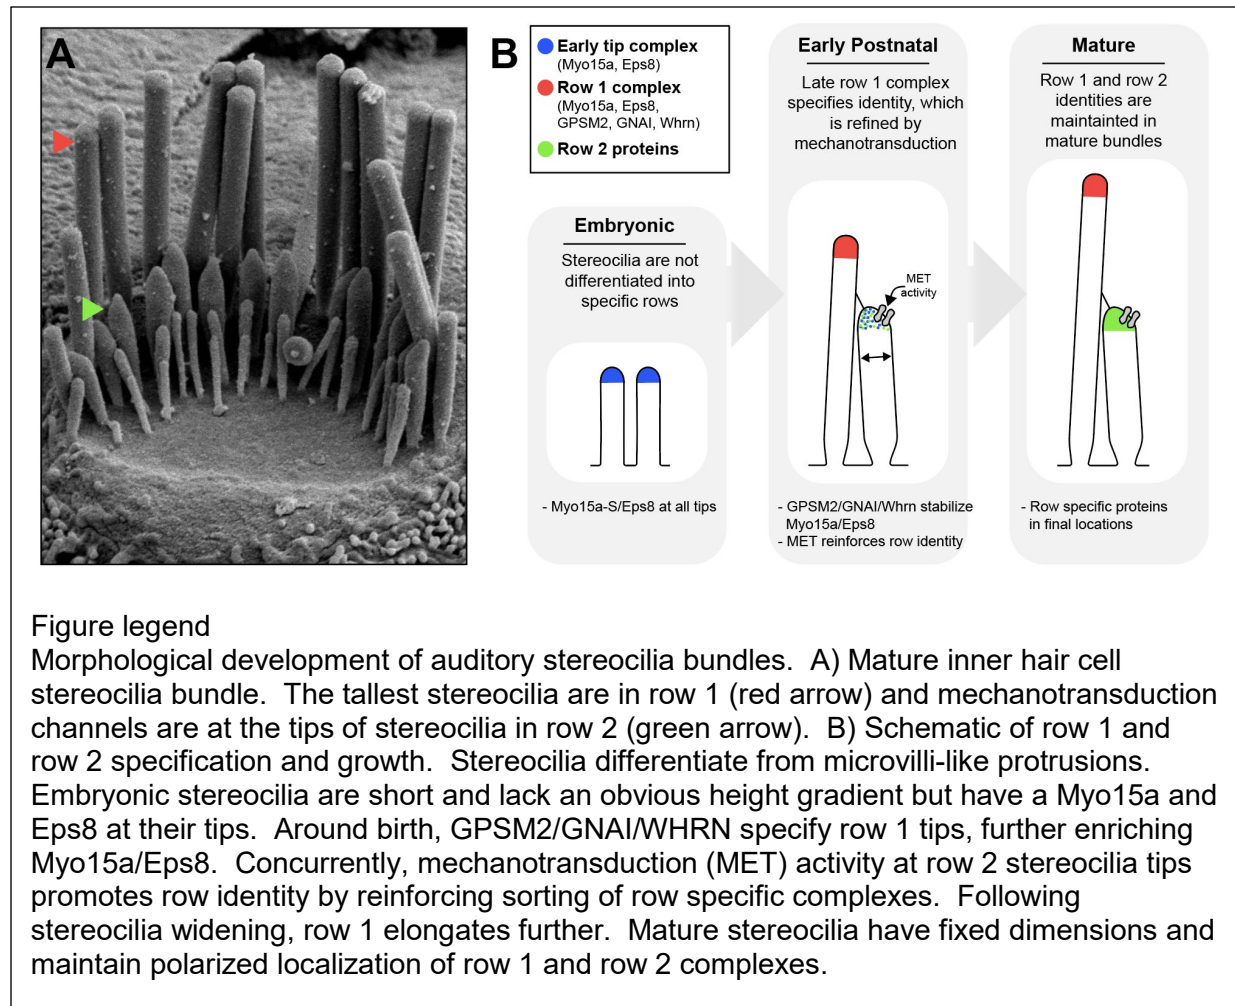 A
B
Early tip complex
(Myo15a, Eps8)
Row 1 complex
(Myo15a, Eps8,
GPSM2, GNAI, Whrn)
Row 2 proteins
Embryonic
Stereocilia are not
differentiated into
specific rows
- Myo15a-S/Eps8 at all tips
Early Postnatal
Late row 1 complex
specifies identity, which
is refined by
mechanotransduction
MET
activity
- GPSM2/GNAI/Whrn stabilize
Myo15a/Eps8
- MET reinforces row identity
Mature
Row 1 and row 2
identities are
maintainted in
mature bundles
- Row specific proteins
in final locations
Figure legend
Morphological development of auditory stereocilia bundles.  A) Mature inner hair cell
stereocilia bundle.  The tallest stereocilia are in row 1 (red arrow) and mechanotransduction
channels are at the tips of stereocilia in row 2 (green arrow).  B) Schematic of row 1 and
row 2 specification and growth.  Stereocilia differentiate from microvilli-like protrusions.
Embryonic stereocilia are short and lack an obvious height gradient but have a Myo15a and
Eps8 at their tips.  Around birth, GPSM2/GNAI/WHRN specify row 1 tips, further enriching
Myo15a/Eps8.  Concurrently, mechanotransduction (MET) activity at row 2 stereocilia tips
promotes row identity by reinforcing sorting of row specific complexes.  Following
stereocilia widening, row 1 elongates further.  Mature stereocilia have fixed dimensions and
maintain polarized localization of row 1 and row 2 complexes.